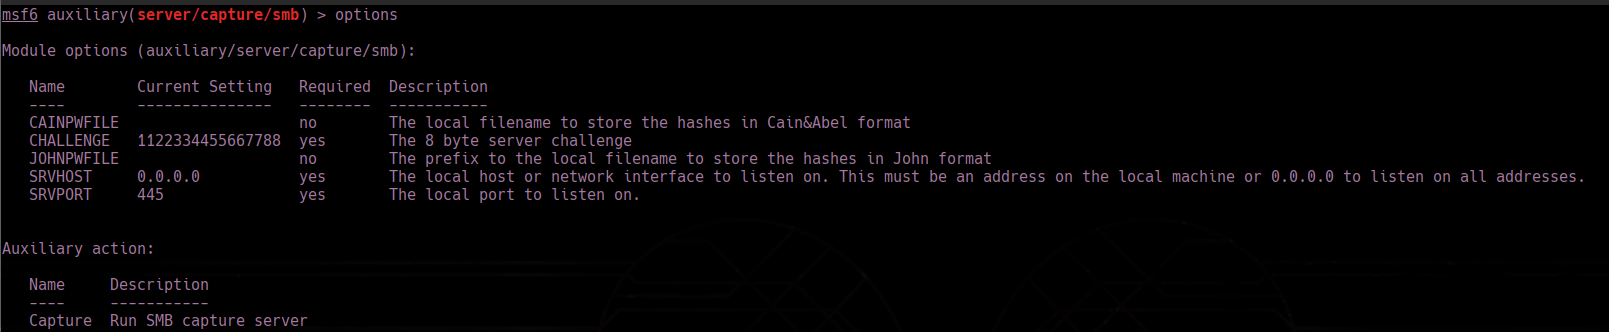 msf6 auxiliary(server/capture/smb) > options
Module options (auxiliary/server/capture/smb):
Name Current Setting Required Description
---- --------------- -------- -----------
CAINPWFILE no The local filename to store the hashes in Cain&Abel format
CHALLENGE 1122334455667788 yes The 8 byte server challenge
JOHNPWFILE no The prefix to the local filename to store the hashes in John format
SRVHOST 0.0.0.0 yes The local host or network interface to listen on. This must be an address on the local machine or 0.0.0.0 to listen on all addresses.
SRVPORT 445 yes The local port to listen on.
Auxiliary action:
Name Description
---- -----------
Capture Run SMB capture server